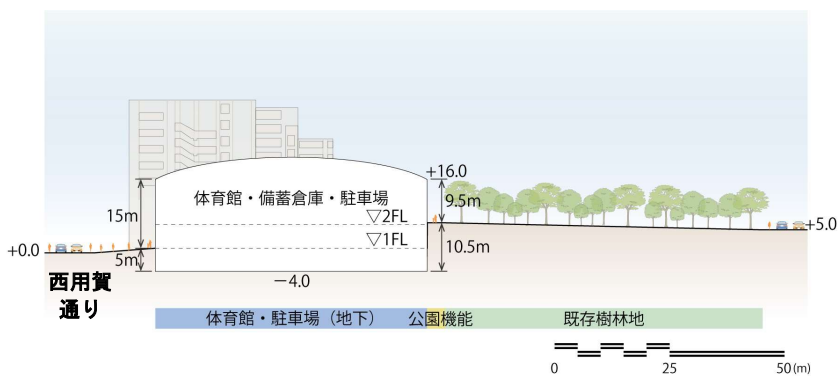 +16.0
体育館・備蓄倉庫・駐車場
15m
9.5m
▽2FL
+5.0
+0.0
▽1FL
10.5m
5m
−4.0
西用賀
通り
体育館・駐車場（地下）
公園機能
既存樹林地
0
25
50(m)